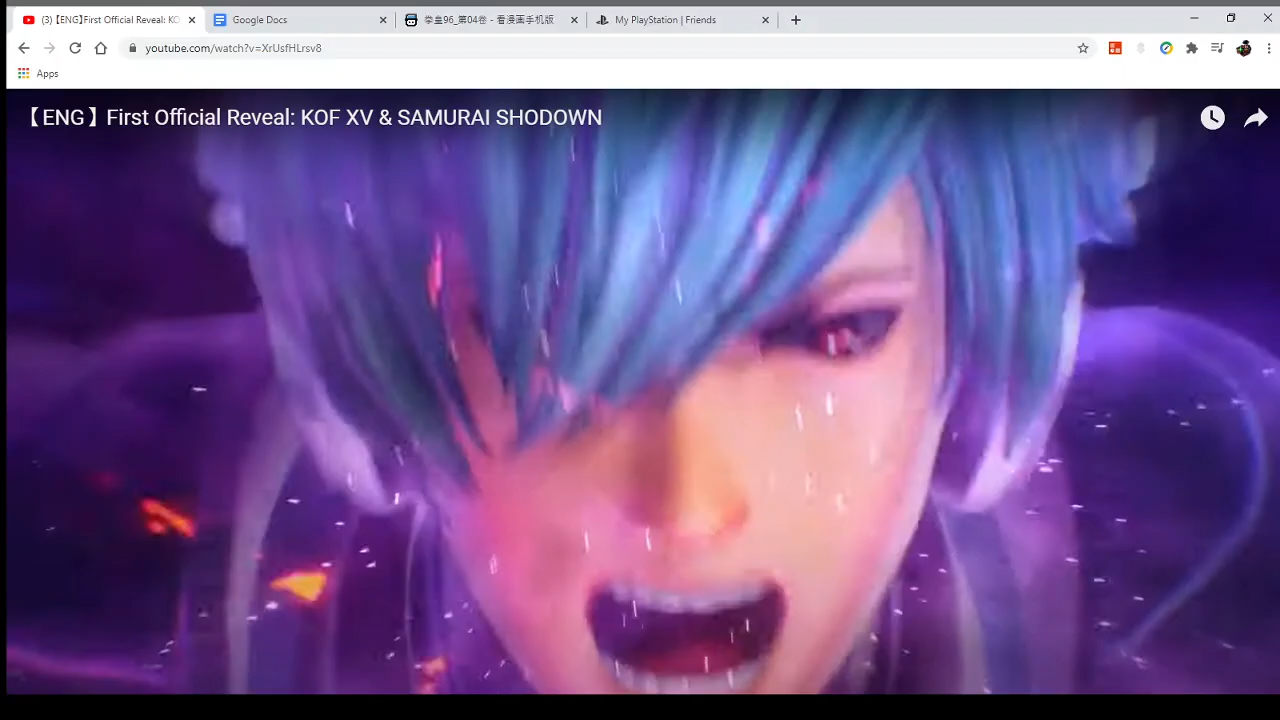 (3) 【ENG】First Official Reveal: KO
Google Docs
拳皇96_第04卷 - 看漫画手机版
My PlayStation | Friends
youtube.com/watch?v=XrUsfHLrsv8
Apps
【ENG】First Official Reveal: KOF XV & SAMURAI SHODOWN